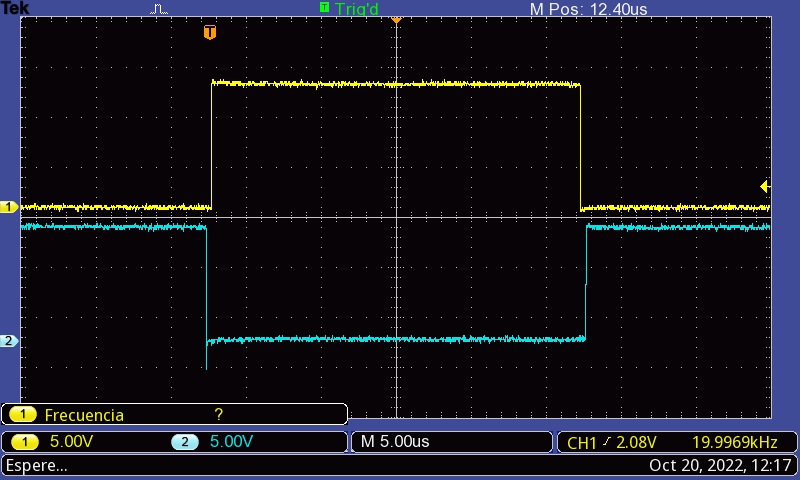 Tek Trig'd M Pos: 12.40us
T
1
2
1 Frecuencia ?
1 5.00V 2 5.00V M 5.00us CH1 2.08V 19.9969kHz
Espere... Oct 20, 2022, 12:17